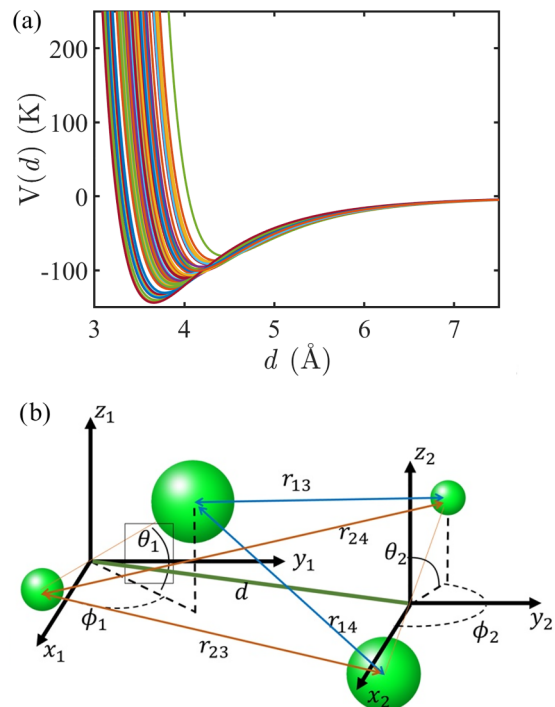 (a)
200
100
0
-100
V(d) (K)
3 4 5 6 7
d (Å)
(b)
z₁
z₂
r₁₃
r₂₄
θ₁
θ₂
y₁
d
r₁₄
ϕ₁
ϕ₂
y₂
x₁
r₂₃
x₂